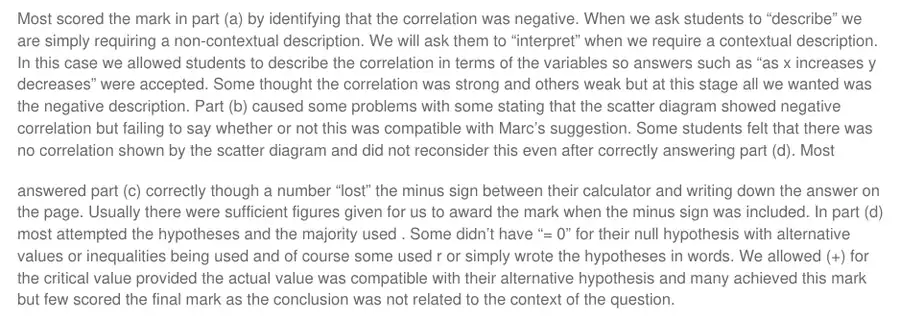 Most scored the mark in part (a) by identifying that the correlation was negative. When we ask students to “describe” we
are simply requiring a non-contextual description. We will ask them to “interpret” when we require a contextual description.
In this case we allowed students to describe the correlation in terms of the variables so answers such as “as x increases y
decreases” were accepted. Some thought the correlation was strong and others weak but at this stage all we wanted was
the negative description. Part (b) caused some problems with some stating that the scatter diagram showed negative
correlation but failing to say whether or not this was compatible with Marc’s suggestion. Some students felt that there was
no correlation shown by the scatter diagram and did not reconsider this even after correctly answering part (d). Most
answered part (c) correctly though a number “lost” the minus sign between their calculator and writing down the answer on
the page. Usually there were sufficient figures given for us to award the mark when the minus sign was included. In part (d)
most attempted the hypotheses and the majority used . Some didn’t have “= 0” for their null hypothesis with alternative
values or inequalities being used and of course some used r or simply wrote the hypotheses in words. We allowed (+) for
the critical value provided the actual value was compatible with their alternative hypothesis and many achieved this mark
but few scored the final mark as the conclusion was not related to the context of the question.